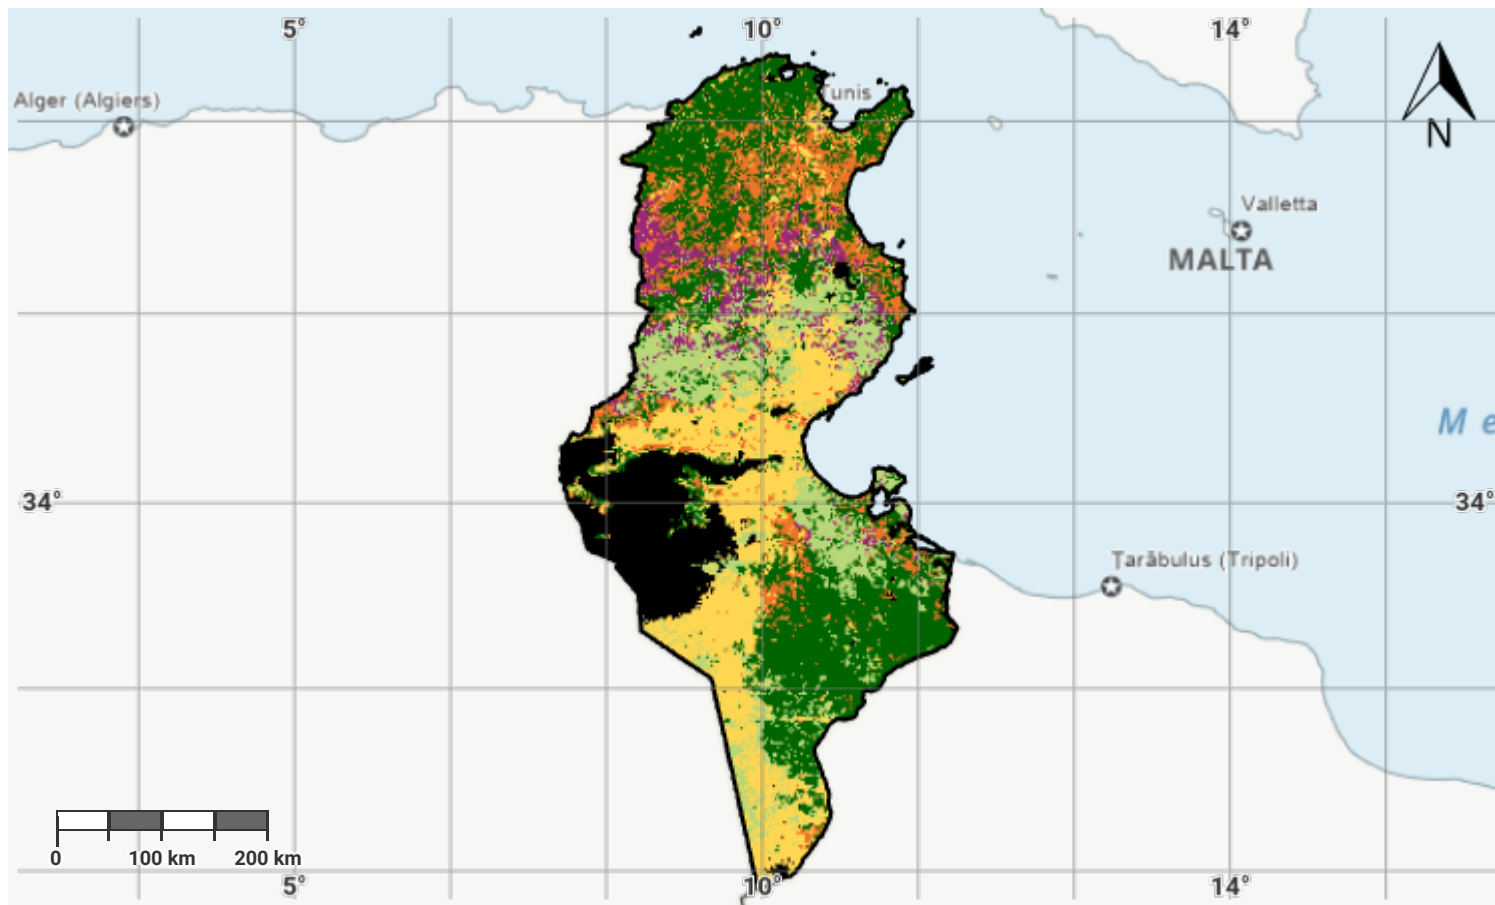 5° 10° 14°
Alger (Algiers)
Tunis
N
Valletta
MALTA
M e
34° 34°
Tarābulus (Tripoli)
0 100 km 200 km
5° 10° 14°